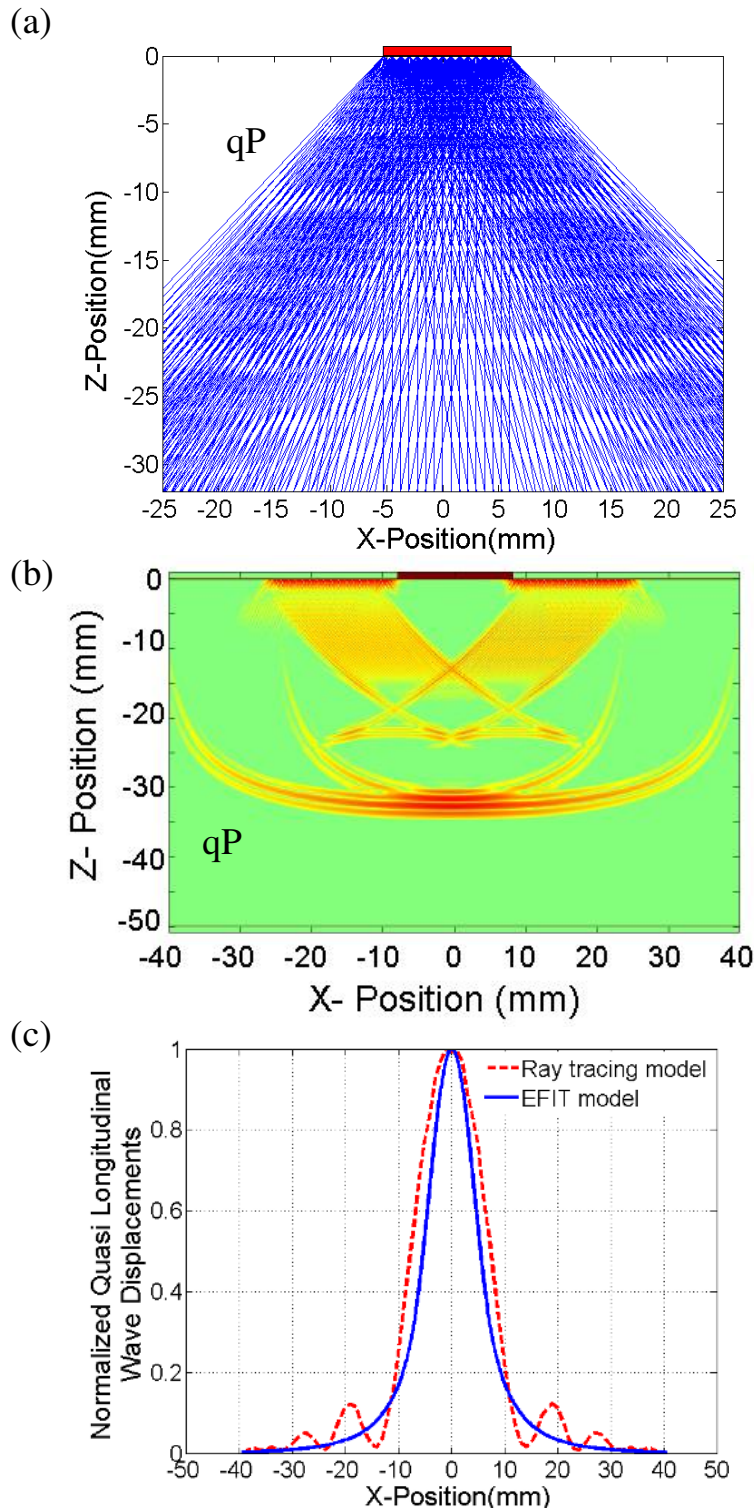 (a)
0
-5
-10
-15
-20
-25
-30
Z-Position(mm)
qP
-25 -20 -15 -10 -5 0 5 10 15 20 25
X-Position(mm)
(b)
0
-10
-20
-30
-40
-50
Z- Position (mm)
qP
-40 -30 -20 -10 0 10 20 30 40
X- Position (mm)
(c)
1
0.8
0.6
0.4
0.2
0
Normalized Quasi Longitudinal
Wave Displacements
Ray tracing model
EFIT model
-50 -40 -30 -20 -10 0 10 20 30 40 50
X-Position(mm)